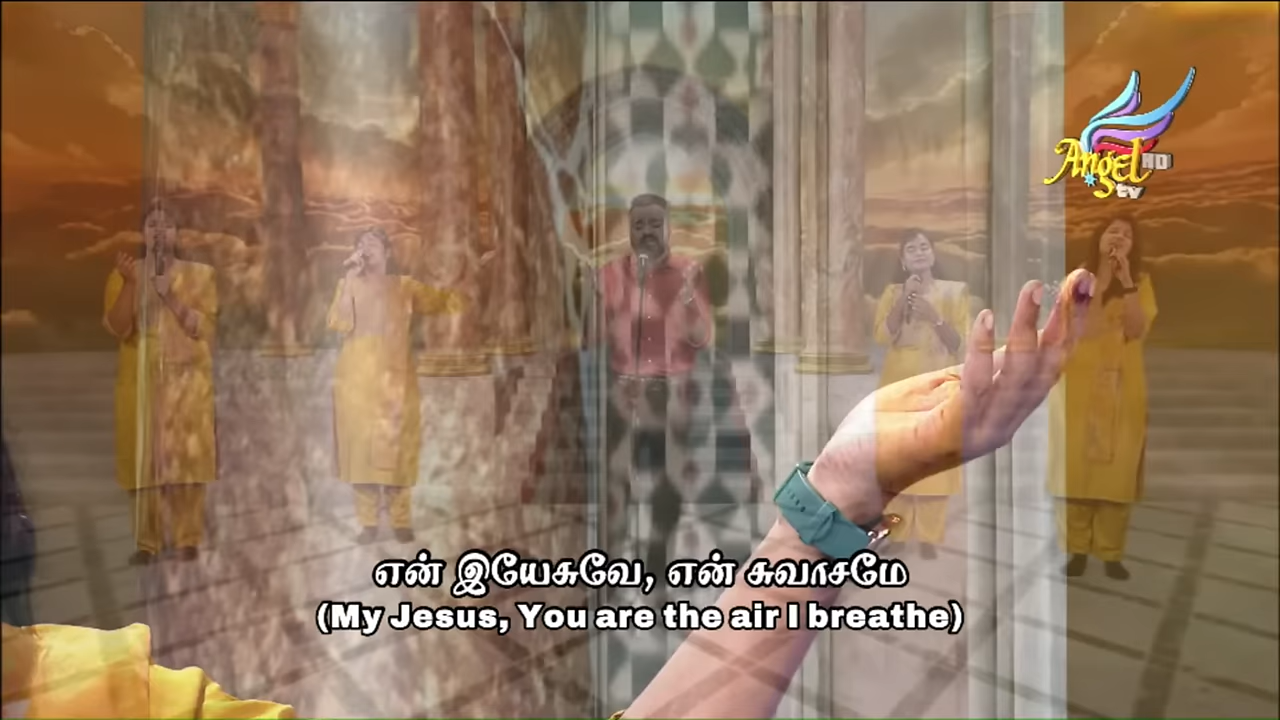 Angel HD
tv
என் இயேசுவே, என் சுவாசமே
(My Jesus, You are the air I breathe)